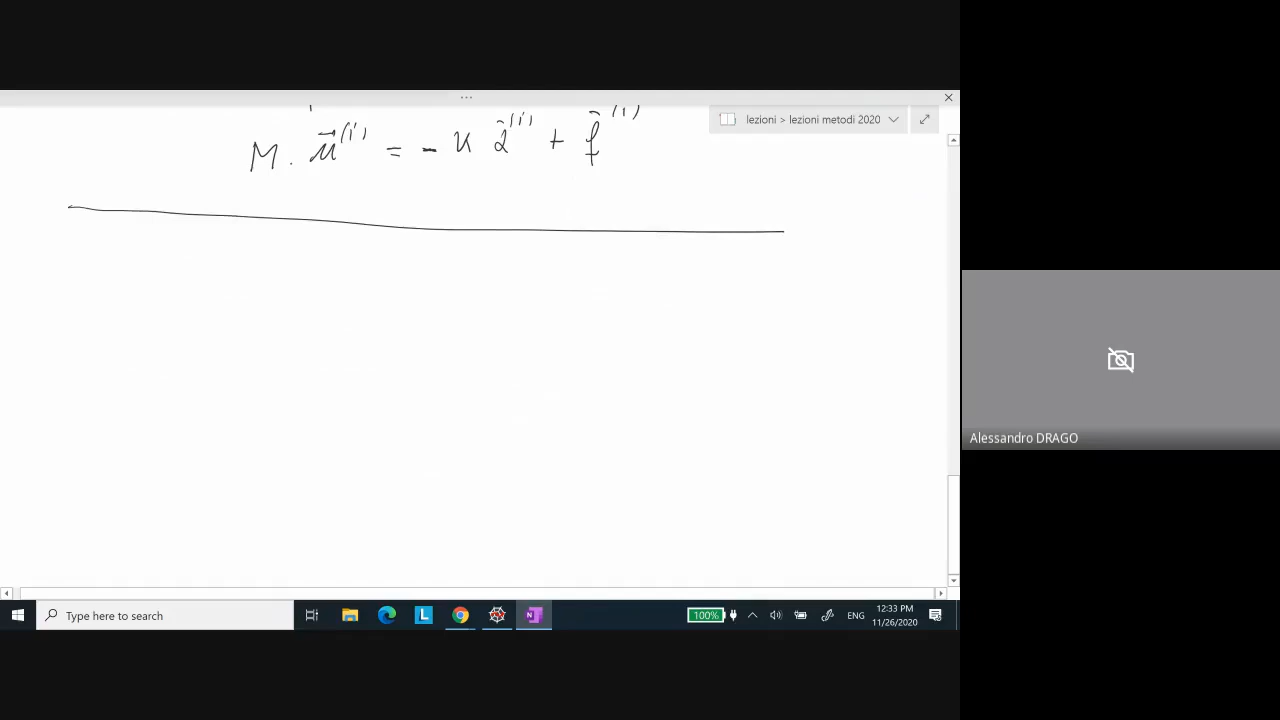 lezioni > lezioni metodi 2020
M . ü⁽ⁱ⁾ = - K α̂⁽ⁱ⁾ + f̂⁽ⁱ⁾
Alessandro DRAGO
Type here to search
L
N
100%
ENG
12:33 PM
11/26/2020